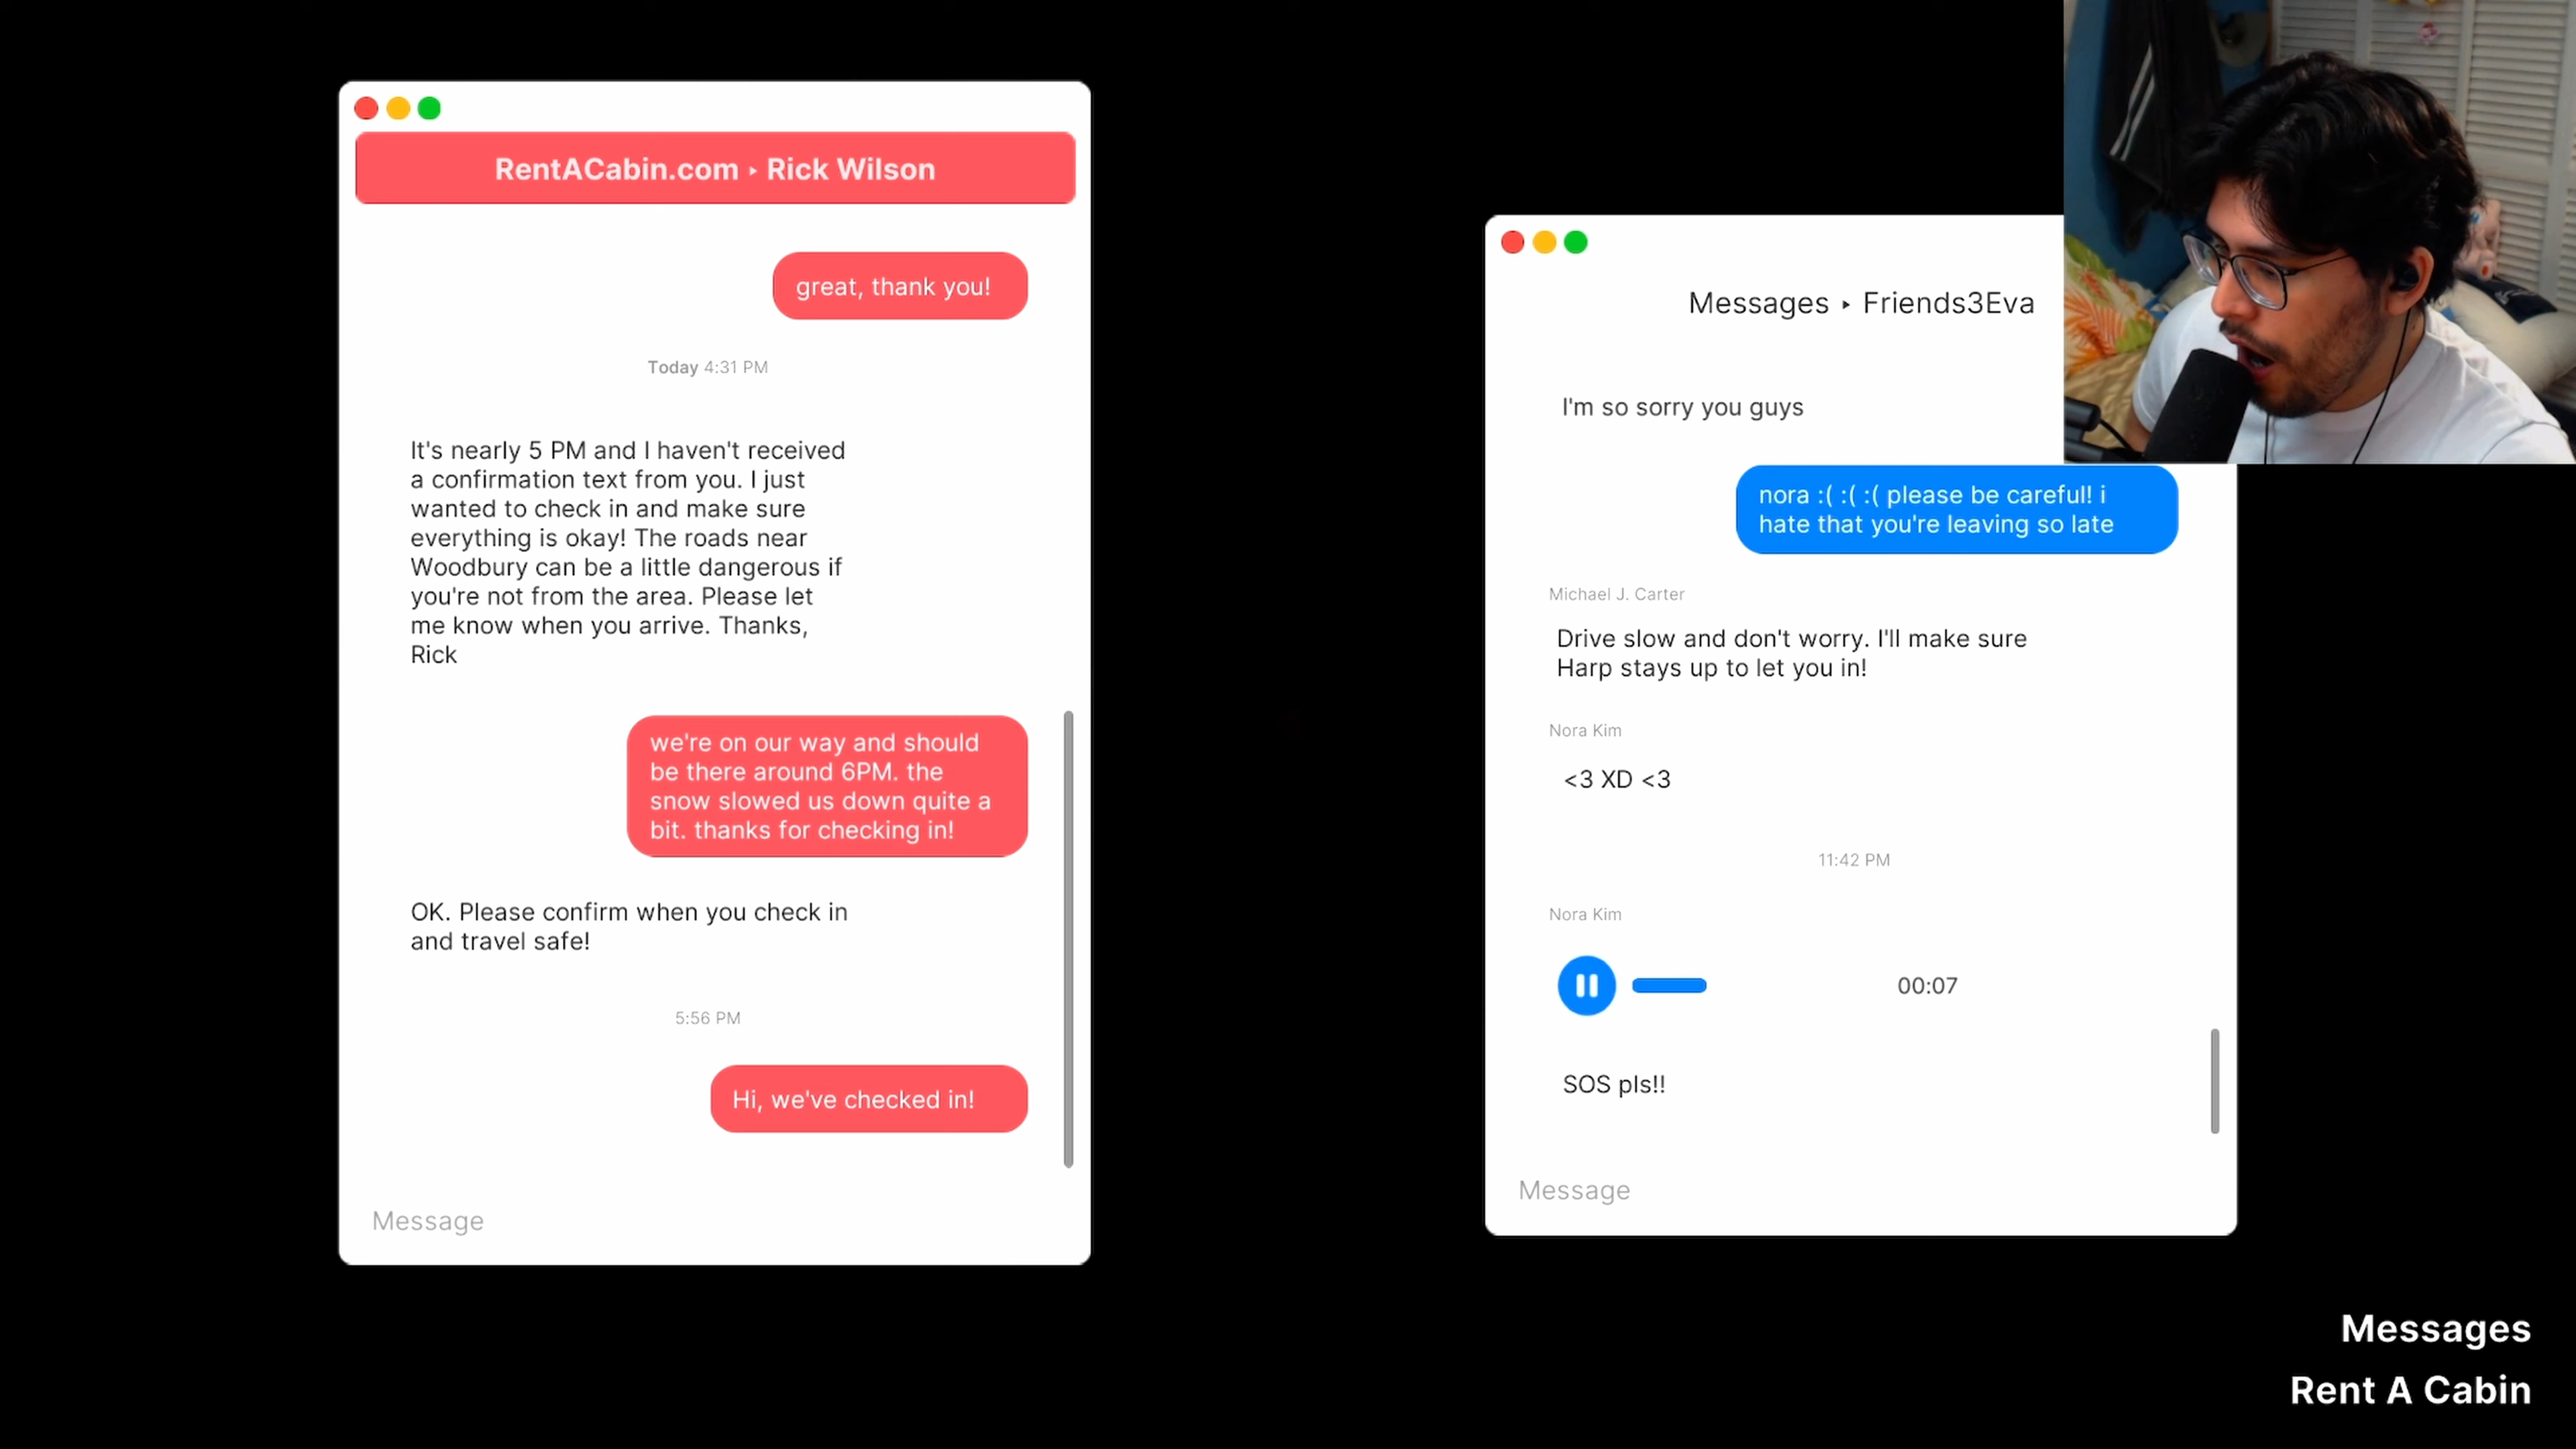 RentACabin.com ‣ Rick Wilson
great, thank you!
Today 4:31 PM
It's nearly 5 PM and I haven't received
a confirmation text from you. I just
wanted to check in and make sure
everything is okay! The roads near
Woodbury can be a little dangerous if
you're not from the area. Please let
me know when you arrive. Thanks,
Rick
we're on our way and should
be there around 6PM. the
snow slowed us down quite a
bit. thanks for checking in!
OK. Please confirm when you check in
and travel safe!
5:56 PM
Hi, we've checked in!
Message
Messages ‣ Friends3Eva
I'm so sorry you guys
nora :( :( :( please be careful! i
hate that you're leaving so late
Michael J. Carter
Drive slow and don't worry. I'll make sure
Harp stays up to let you in!
Nora Kim
<3 XD <3
11:42 PM
Nora Kim
00:07
SOS pls!!
Message
Messages
Rent A Cabin